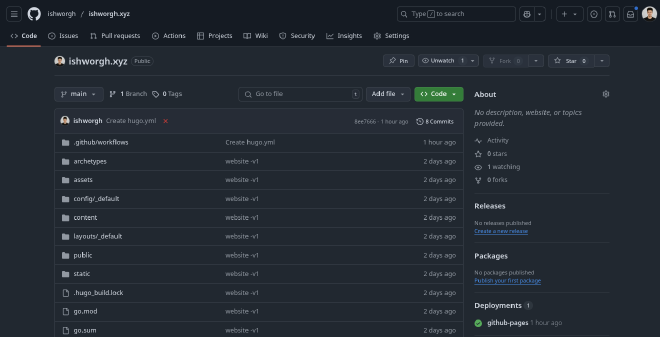 ishworgh / ishworgh.xyz
Type / to search
Code
Issues
Pull requests
Actions
Projects
Wiki
Security
Insights
Settings
ishworgh.xyz Public
Pin
Unwatch 1
Fork 0
Star 0
main
1 Branch
0 Tags
Go to file t
Add file
Code
ishworgh Create hugo.yml
8ee7666 · 1 hour ago
8 Commits
.github/workflows Create hugo.yml 1 hour ago
archetypes website -v1 2 days ago
assets website -v1 2 days ago
config/_default website -v1 2 days ago
content website -v1 2 days ago
layouts/_default website -v1 2 days ago
public website -v1 2 days ago
static website -v1 2 days ago
.hugo_build.lock website -v1 2 days ago
go.mod website -v1 2 days ago
go.sum website -v1 2 days ago
About
No description, website, or topics
provided.
Activity
0 stars
1 watching
0 forks
Releases
No releases published
Create a new release
Packages
No packages published
Publish your first package
Deployments 1
github-pages 1 hour ago